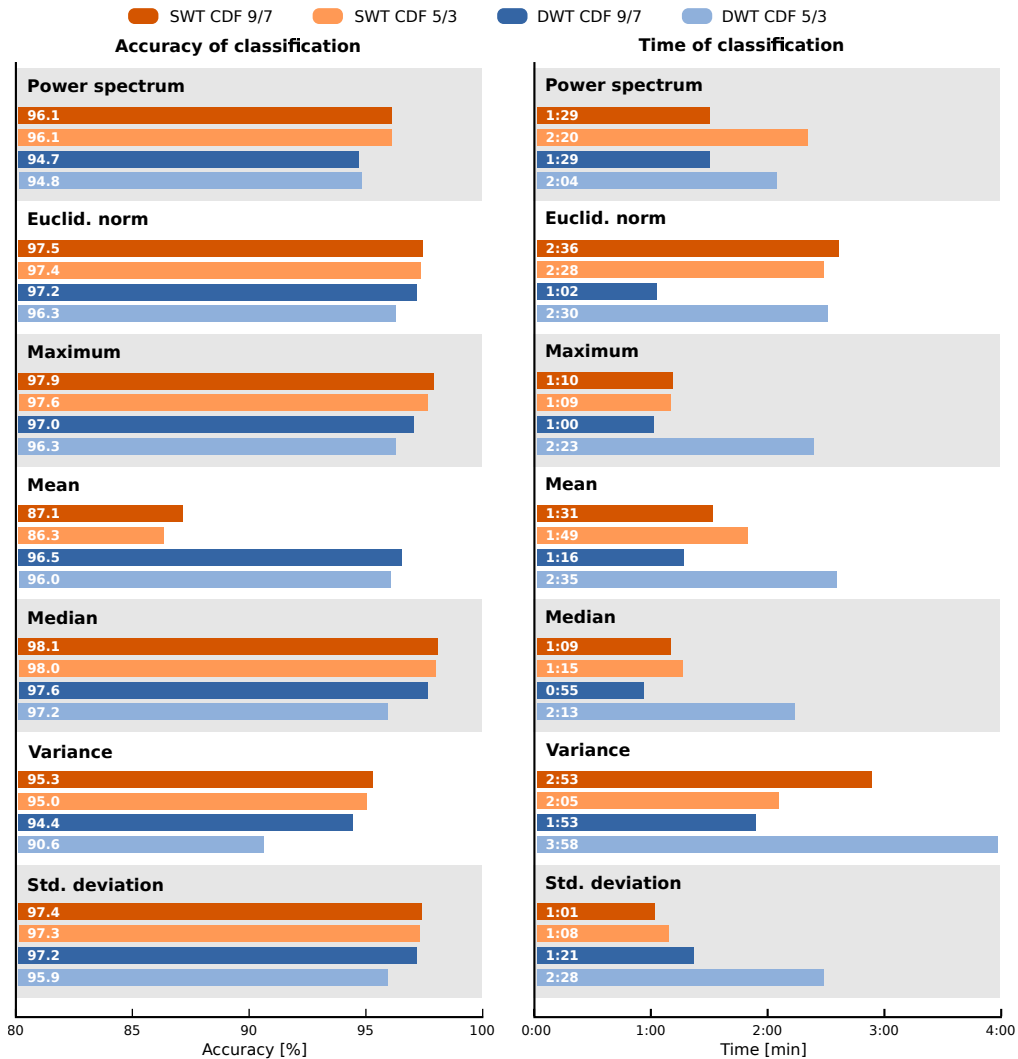 SWT CDF 9/7 SWT CDF 5/3 DWT CDF 9/7 DWT CDF 5/3
Accuracy of classification
Power spectrum
96.1
96.1
94.7
94.8
Euclid. norm
97.5
97.4
97.2
96.3
Maximum
97.9
97.6
97.0
96.3
Mean
87.1
86.3
96.5
96.0
Median
98.1
98.0
97.6
97.2
Variance
95.3
95.0
94.4
90.6
Std. deviation
97.4
97.3
97.2
95.9
80 85 90 95 100
Accuracy [%]
Time of classification
Power spectrum
1:29
2:20
1:29
2:04
Euclid. norm
2:36
2:28
1:02
2:30
Maximum
1:10
1:09
1:00
2:23
Mean
1:31
1:49
1:16
2:35
Median
1:09
1:15
0:55
2:13
Variance
2:53
2:05
1:53
3:58
Std. deviation
1:01
1:08
1:21
2:28
0:00 1:00 2:00 3:00 4:00
Time [min]